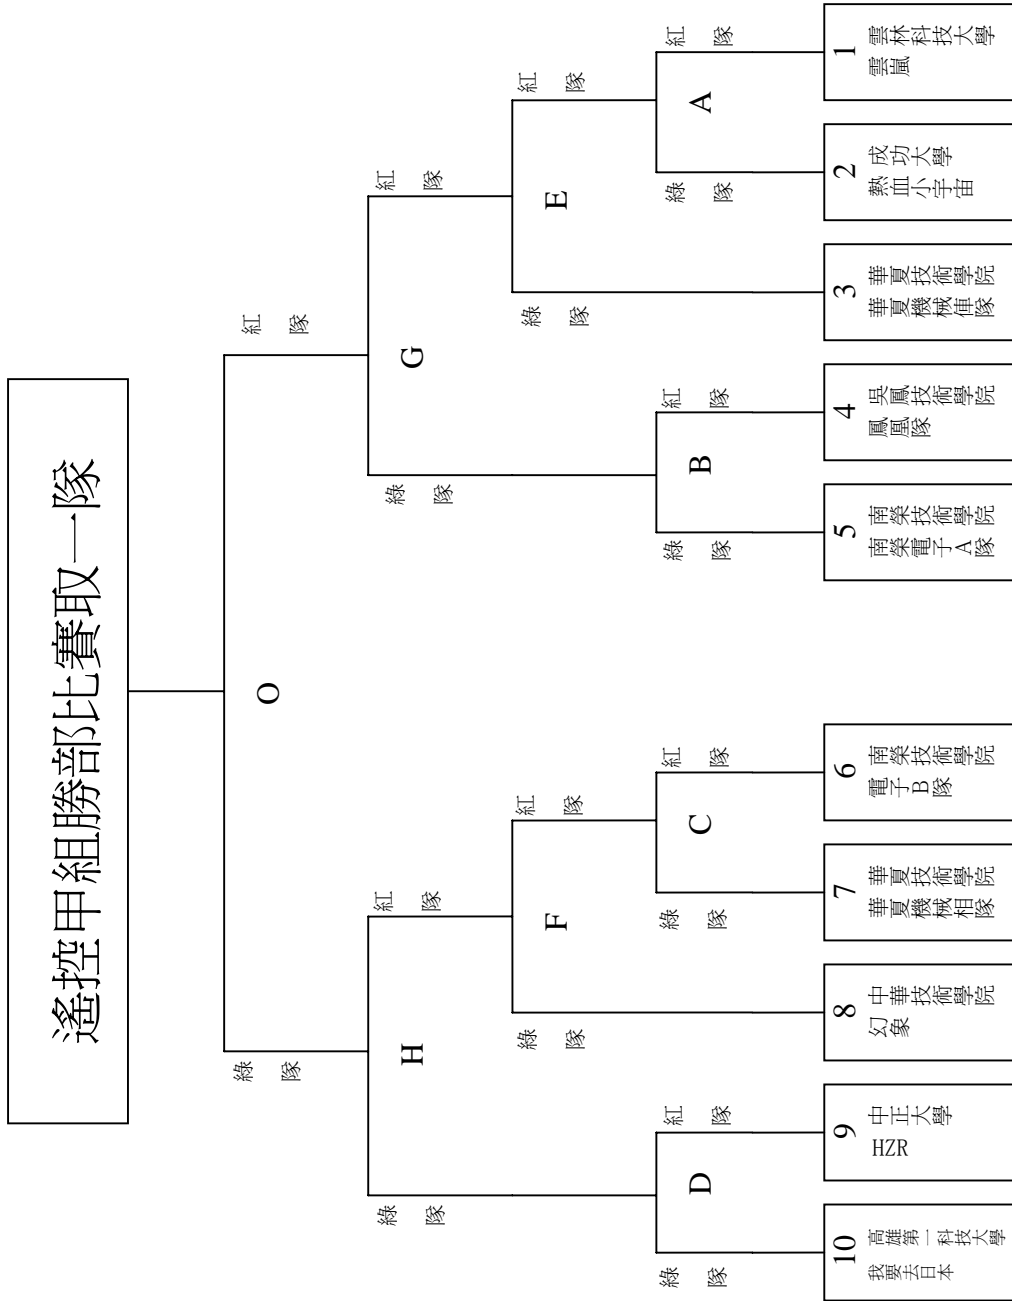 遙控甲組勝部比賽取一隊
O
紅隊
綠隊
G
紅隊
綠隊
H
紅隊
綠隊
E
紅隊
綠隊
F
紅隊
綠隊
A
紅隊
綠隊
B
紅隊
綠隊
C
紅隊
綠隊
D
紅隊
綠隊
1
雲林科技大學
雲嵐
2
成功大學
熱血小宇宙
3
華夏技術學院
華夏機械俥隊
4
吳鳳技術學院
鳳凰隊
5
南榮技術學院
南榮電子A隊
6
南榮技術學院
電子B隊
7
華夏技術學院
華夏機械相隊
8
中華技術學院
幻象
9
中正大學
HZR
10
高雄第一科技大學
我要去日本